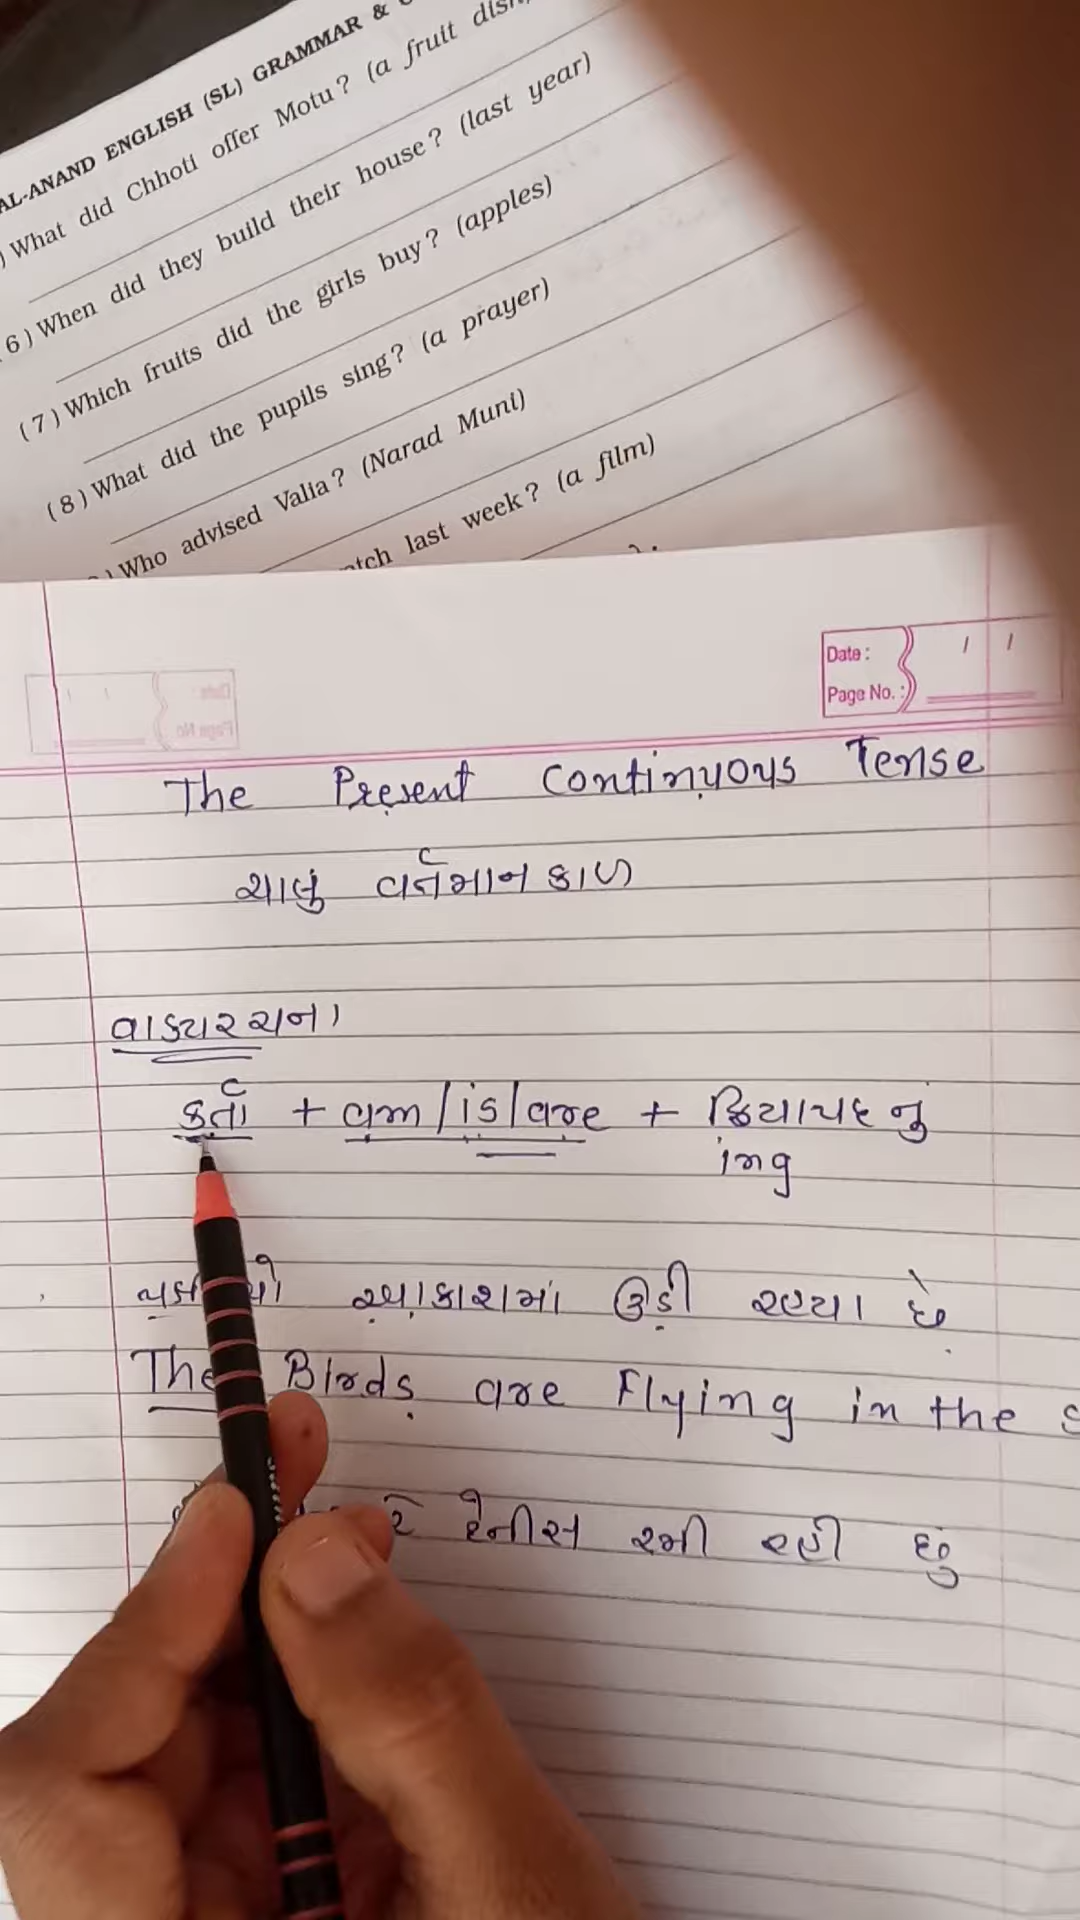 AL-ANAND ENGLISH (SL) GRAMMAR &
) What did Chhoti offer Motu? (a fruit dish
6) When did they build their house? (last year)
(7) Which fruits did the girls buy? (apples)
(8) What did the pupils sing? (a prayer)
) Who advised Valia? (Narad Muni)
atch last week? (a film)
Date : / /
Page No. :
The Present Continuous Tense
ચાલું વર્તમાન કાળ
વાક્યરચના
કર્તા + am/is/are + ક્રિયાપદ નું
ing
આકાશમાં ઉડી રહ્યા છે
The Birds are Flying in the s
ટેનીસ રમી રહી છું